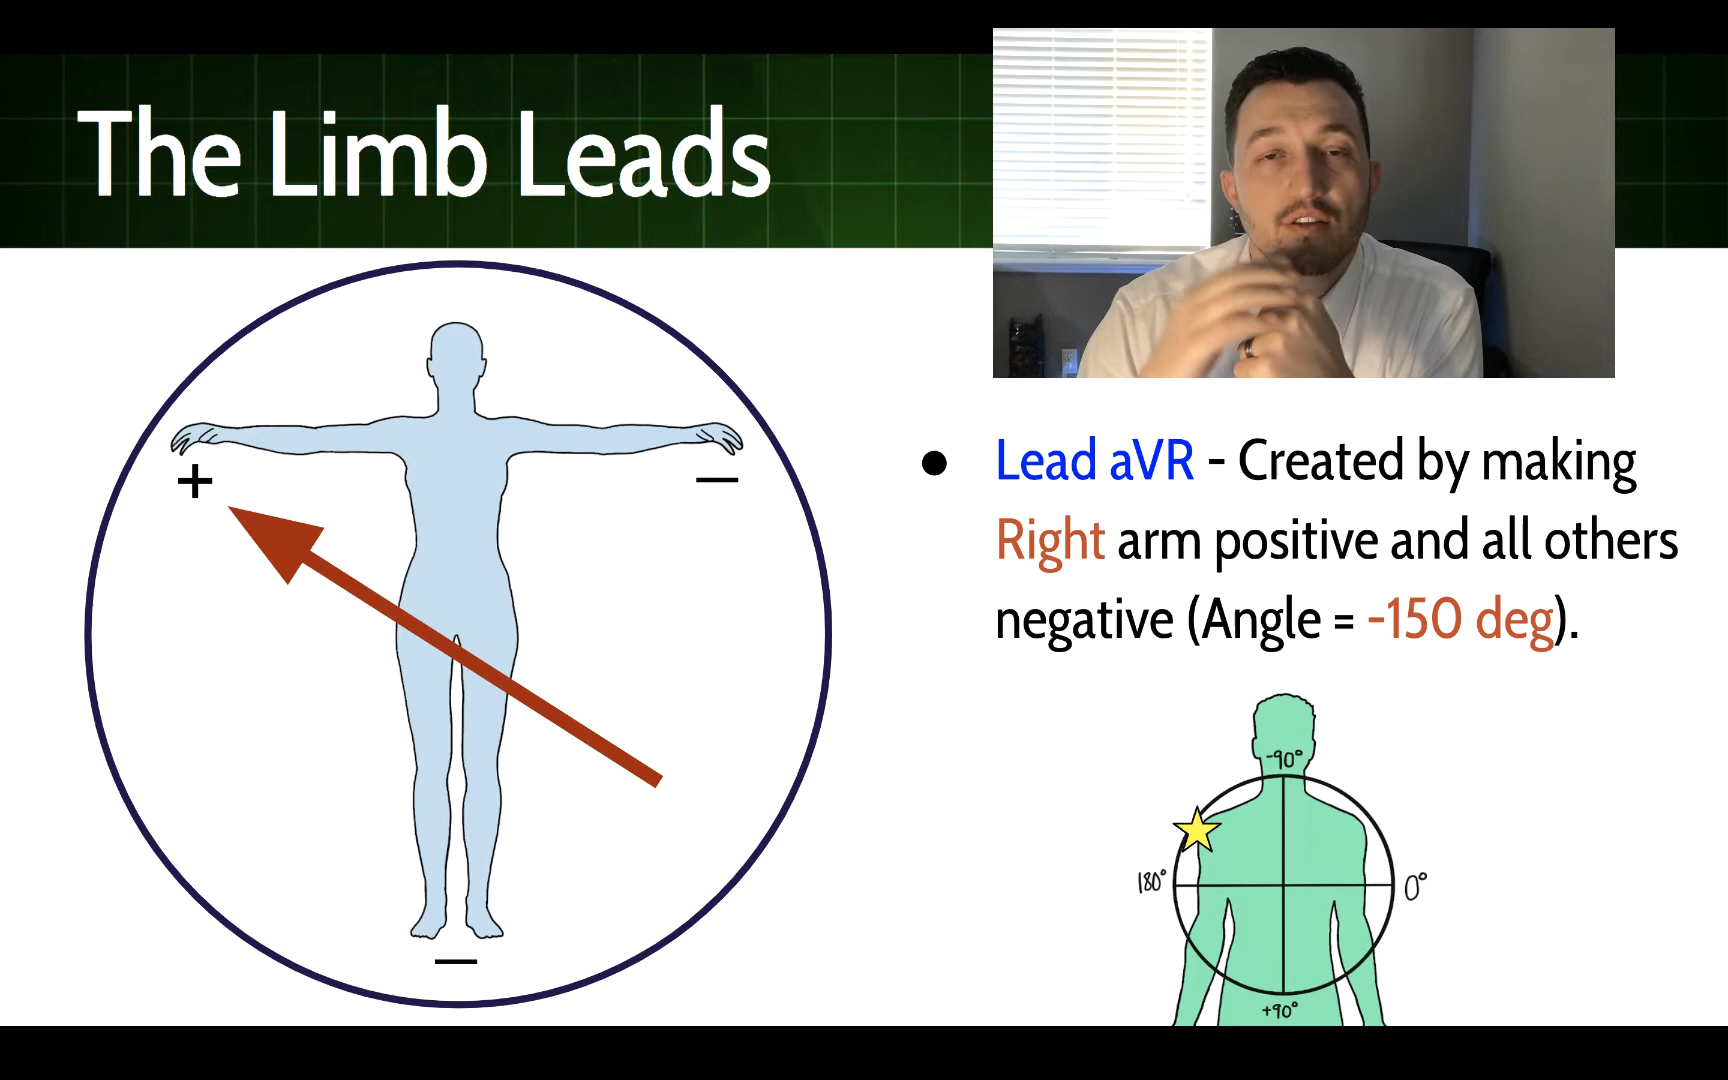 The Limb Leads
+
—
—
● Lead aVR - Created by making
Right arm positive and all others
negative (Angle = -150 deg).
-90°
180°
0°
+90°